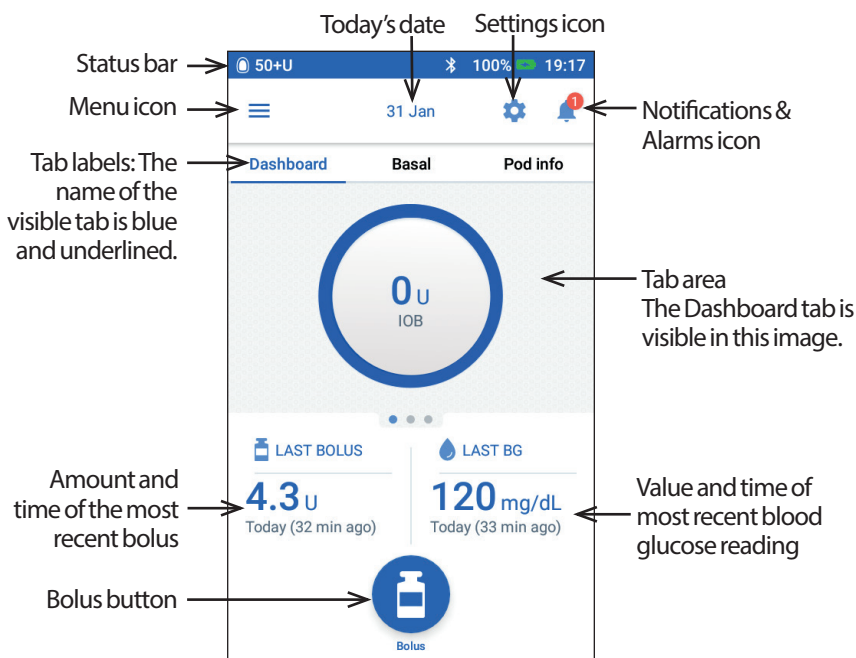 Today's date
Settings icon
Status bar
50+U
100%
19:17
Menu icon
31 Jan
1
Notifications &
Alarms icon
Tab labels: The
name of the
visible tab is blue
and underlined.
Dashboard
Basal
Pod info
0 U
IOB
Tab area
The Dashboard tab is
visible in this image.
LAST BOLUS
LAST BG
Amount and
time of the most
recent bolus
4.3 U
Today (32 min ago)
120 mg/dL
Today (33 min ago)
Value and time of
most recent blood
glucose reading
Bolus button
Bolus